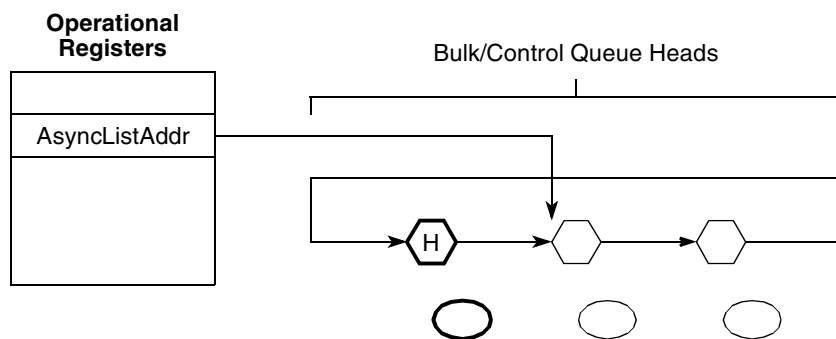 Operational
Registers
Bulk/Control Queue Heads
AsyncListAddr
H